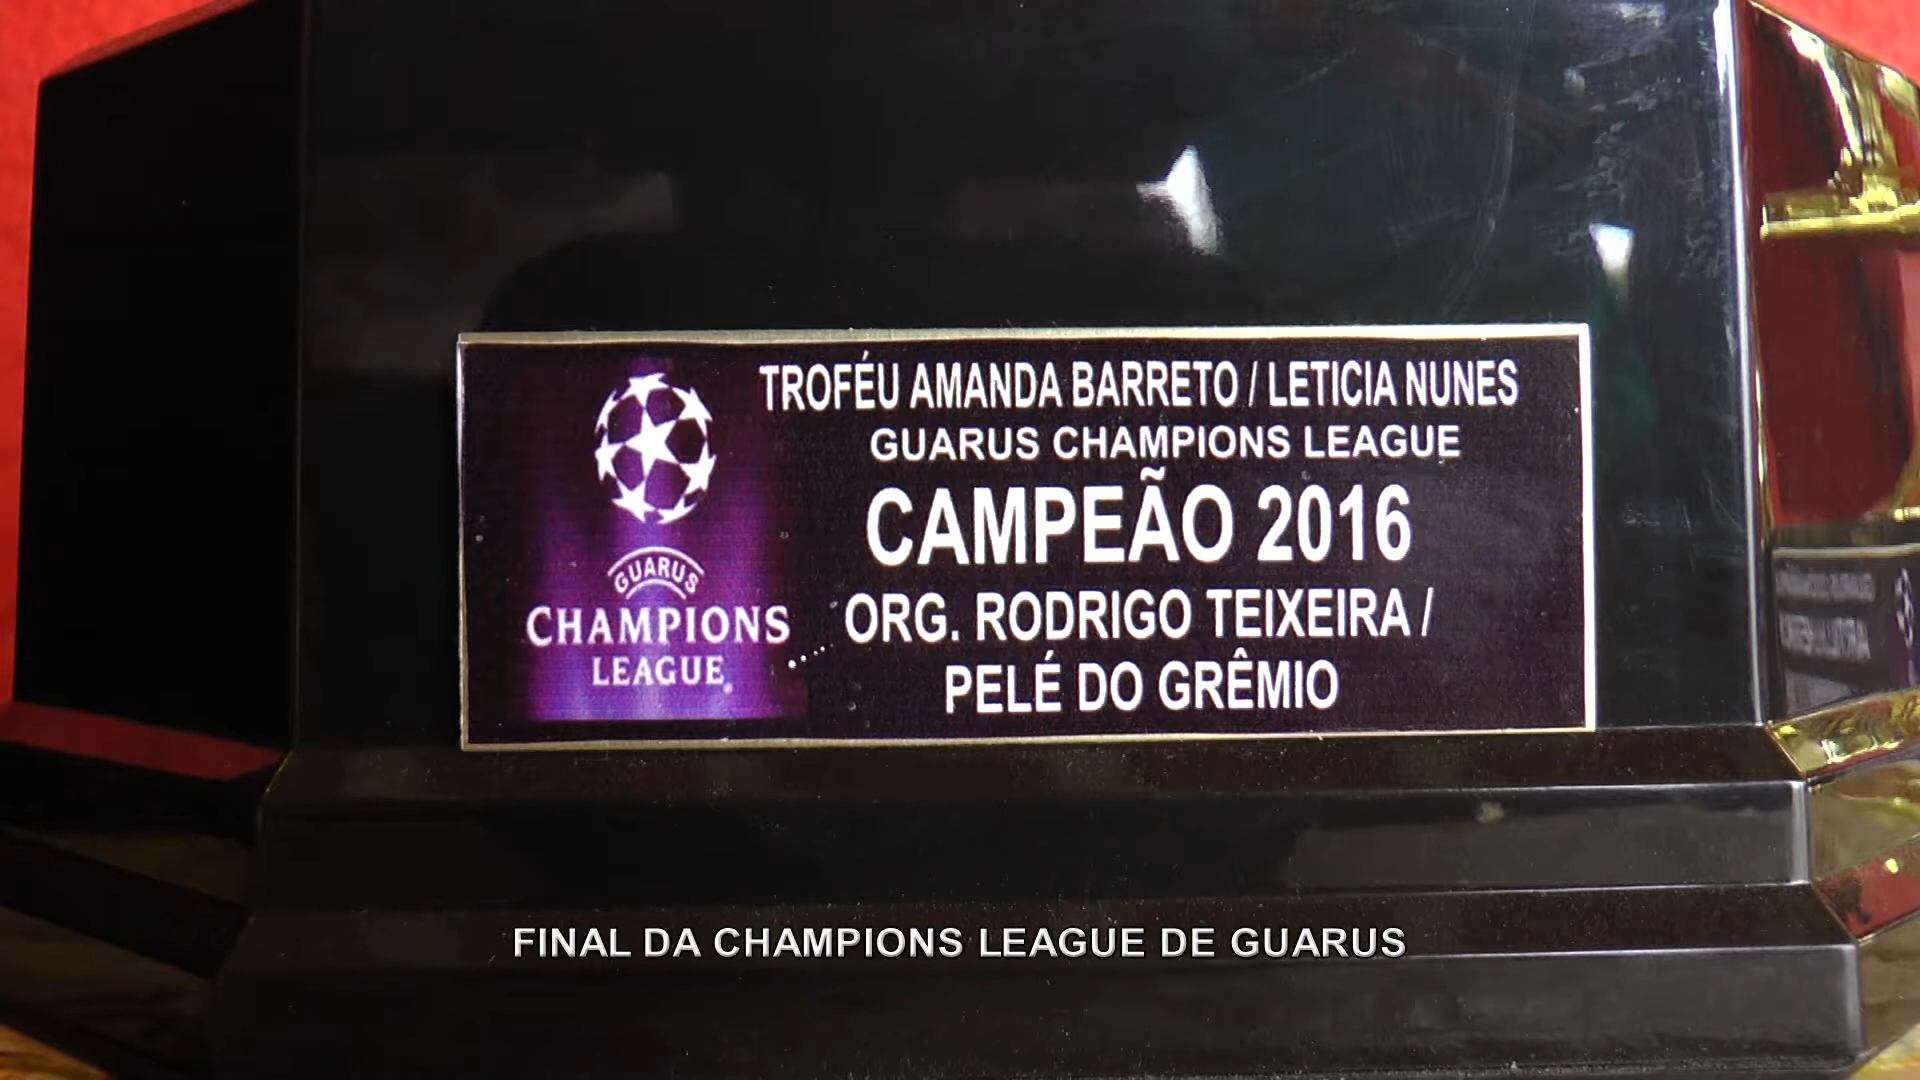 TROFÉU AMANDA BARRETO / LETICIA NUNES
GUARUS CHAMPIONS LEAGUE
CAMPEÃO 2016
ORG. RODRIGO TEIXEIRA /
PELÉ DO GRÊMIO
GUARUS
CHAMPIONS
LEAGUE
FINAL DA CHAMPIONS LEAGUE DE GUARUS